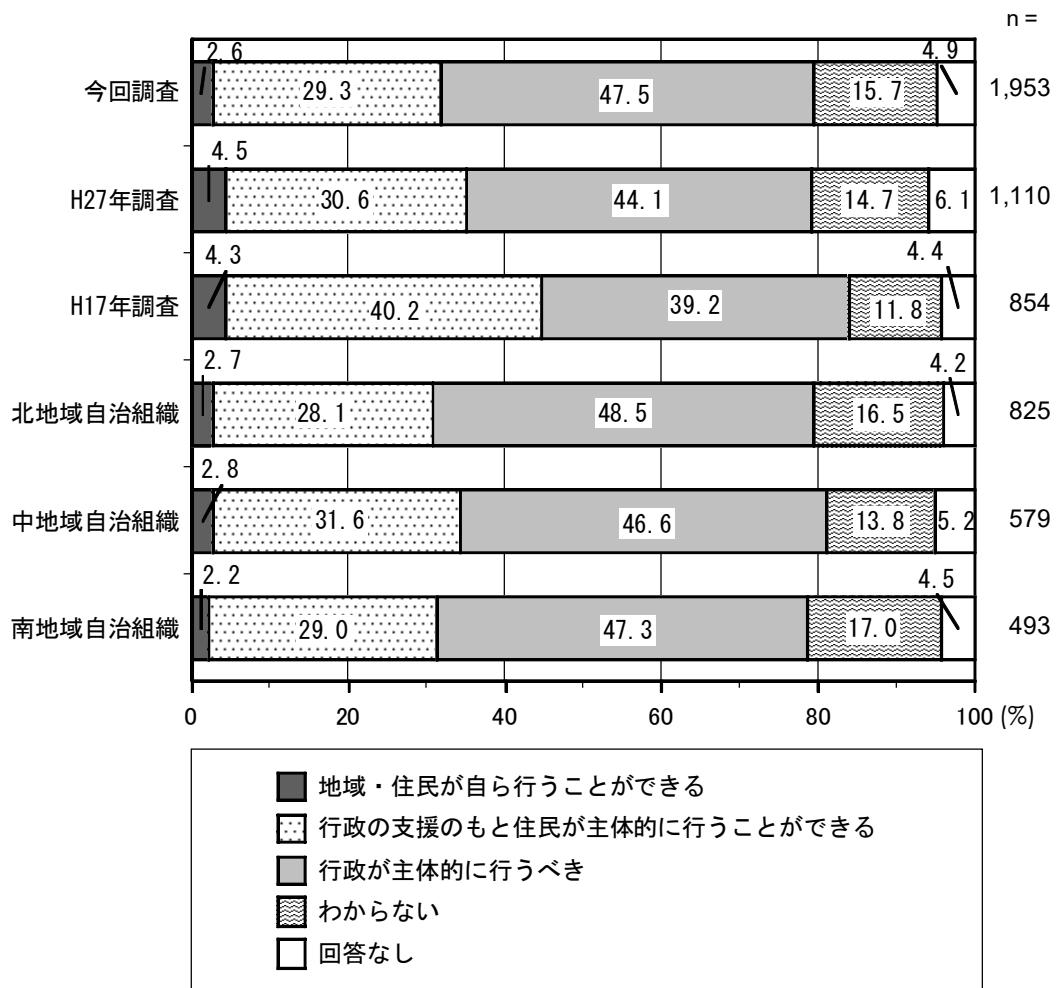 n =
2.6 4.9
今回調査 29.3 47.5 15.7 1,953
4.5
H27年調査 30.6 44.1 14.7 6.1 1,110
4.3 4.4
H17年調査 40.2 39.2 11.8 854
2.7 4.2
北地域自治組織 28.1 48.5 16.5 825
2.8
中地域自治組織 31.6 46.6 13.8 5.2 579
2.2 4.5
南地域自治組織 29.0 47.3 17.0 493
0 20 40 60 80 100 (%)
地域・住民が自ら行うことができる
行政の支援のもと住民が主体的に行うことができる
行政が主体的に行うべき
わからない
回答なし